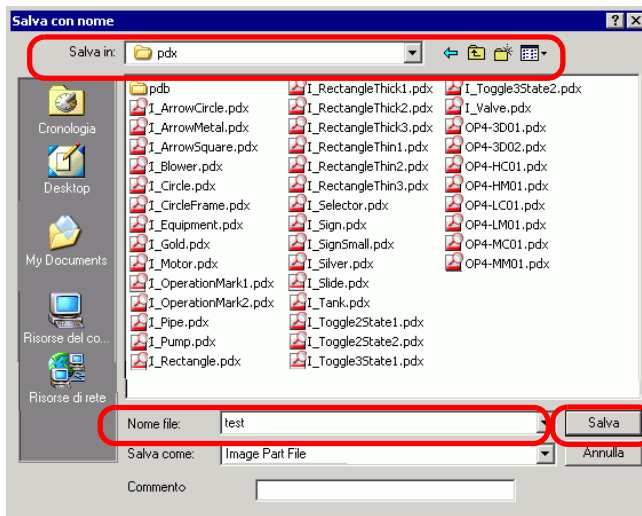 Salva con nome
Salva in: pdx
Cronologia
Desktop
My Documents
Risorse del co...
Risorse di rete
pdb
I_ArrowCircle.pdx
I_ArrowMetal.pdx
I_ArrowSquare.pdx
I_Blower.pdx
I_Circle.pdx
I_CircleFrame.pdx
I_Equipment.pdx
I_Gold.pdx
I_Motor.pdx
I_OperationMark1.pdx
I_OperationMark2.pdx
I_Pipe.pdx
I_Pump.pdx
I_Rectangle.pdx
I_RectangleThick1.pdx
I_RectangleThick2.pdx
I_RectangleThick3.pdx
I_RectangleThin1.pdx
I_RectangleThin2.pdx
I_RectangleThin3.pdx
I_Selector.pdx
I_Sign.pdx
I_SignSmall.pdx
I_Silver.pdx
I_Slide.pdx
I_Tank.pdx
I_Toggle2State1.pdx
I_Toggle2State2.pdx
I_Toggle3State1.pdx
I_Toggle3State2.pdx
I_Valve.pdx
OP4-3D01.pdx
OP4-3D02.pdx
OP4-HC01.pdx
OP4-HM01.pdx
OP4-LC01.pdx
OP4-LM01.pdx
OP4-MC01.pdx
OP4-MM01.pdx
Nome file: test Salva
Salva come: Image Part File Annulla
Commento